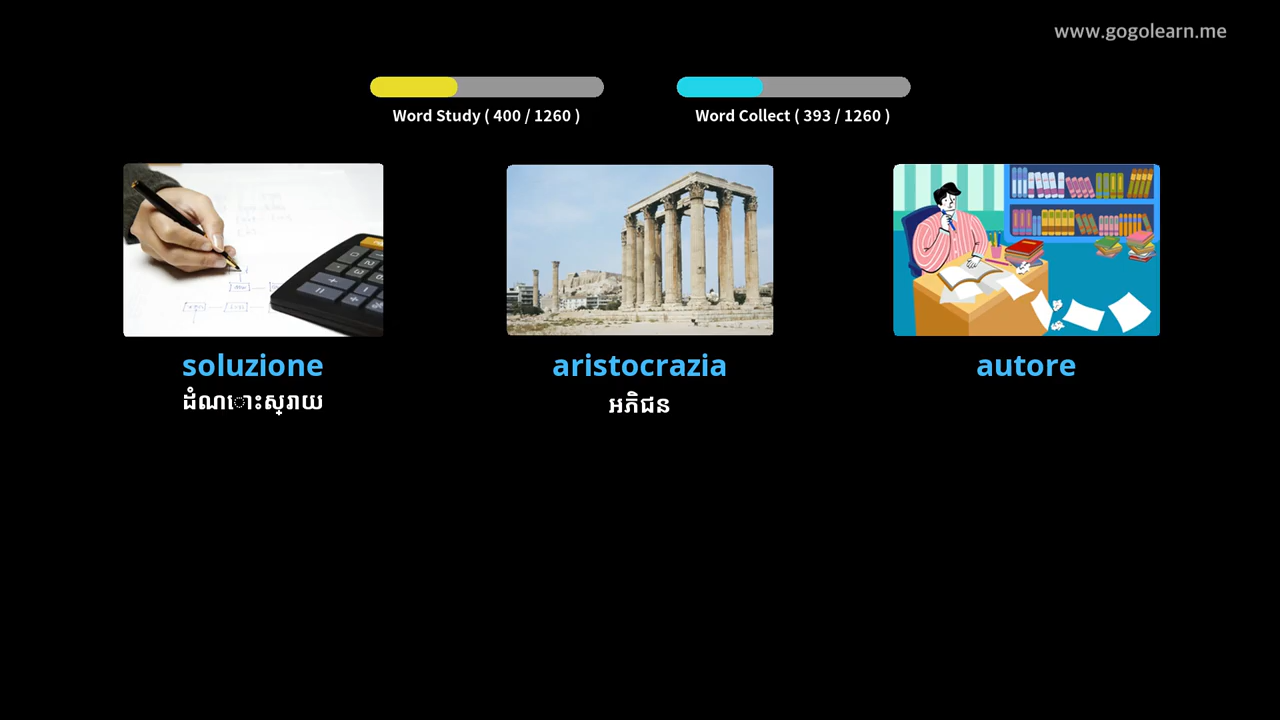 www.gogolearn.me
Word Study ( 400 / 1260 )
Word Collect ( 393 / 1260 )
soluzione
ដំណោះស្រាយ
aristocrazia
អភិជន
autore